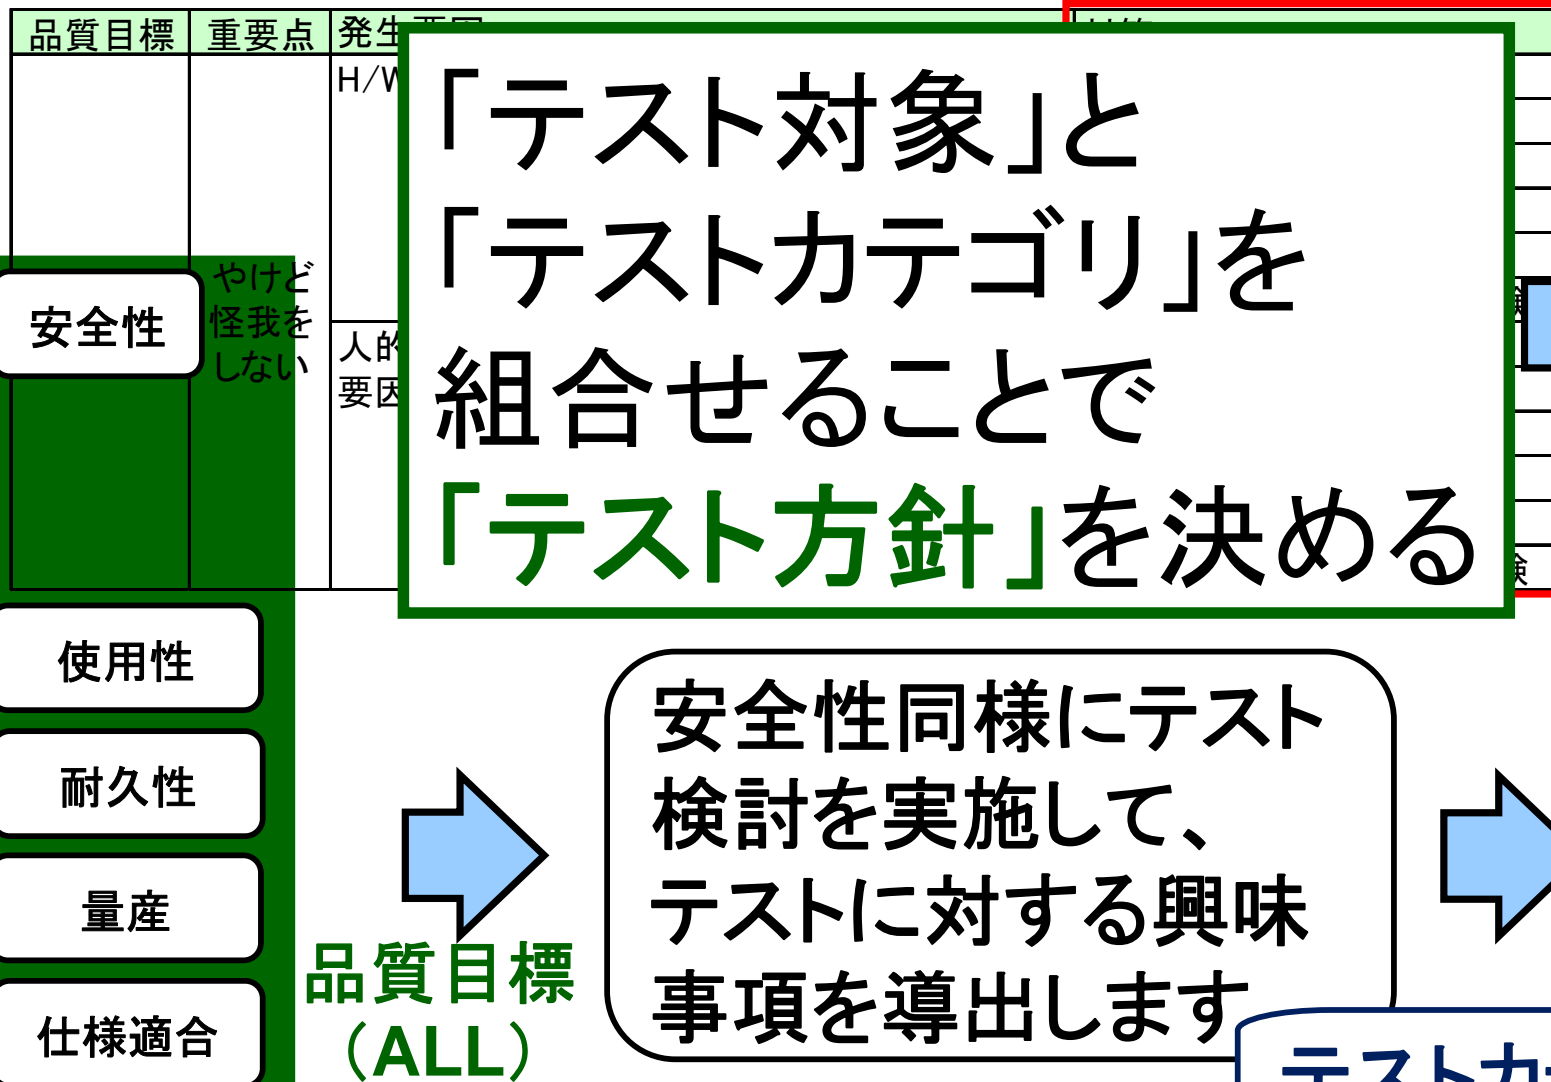 品質目標 重要点
H/W
「テスト対象」と
「テストカテゴリ」を
組合せることで
「テスト方針」を決める
やけど
怪我を
しない
安全性
人的
要因
使用性
耐久性
量産
仕様適合
品質目標
(ALL)
安全性同様にテスト
検討を実施して、
テストに対する興味
事項を導出します
テストカ